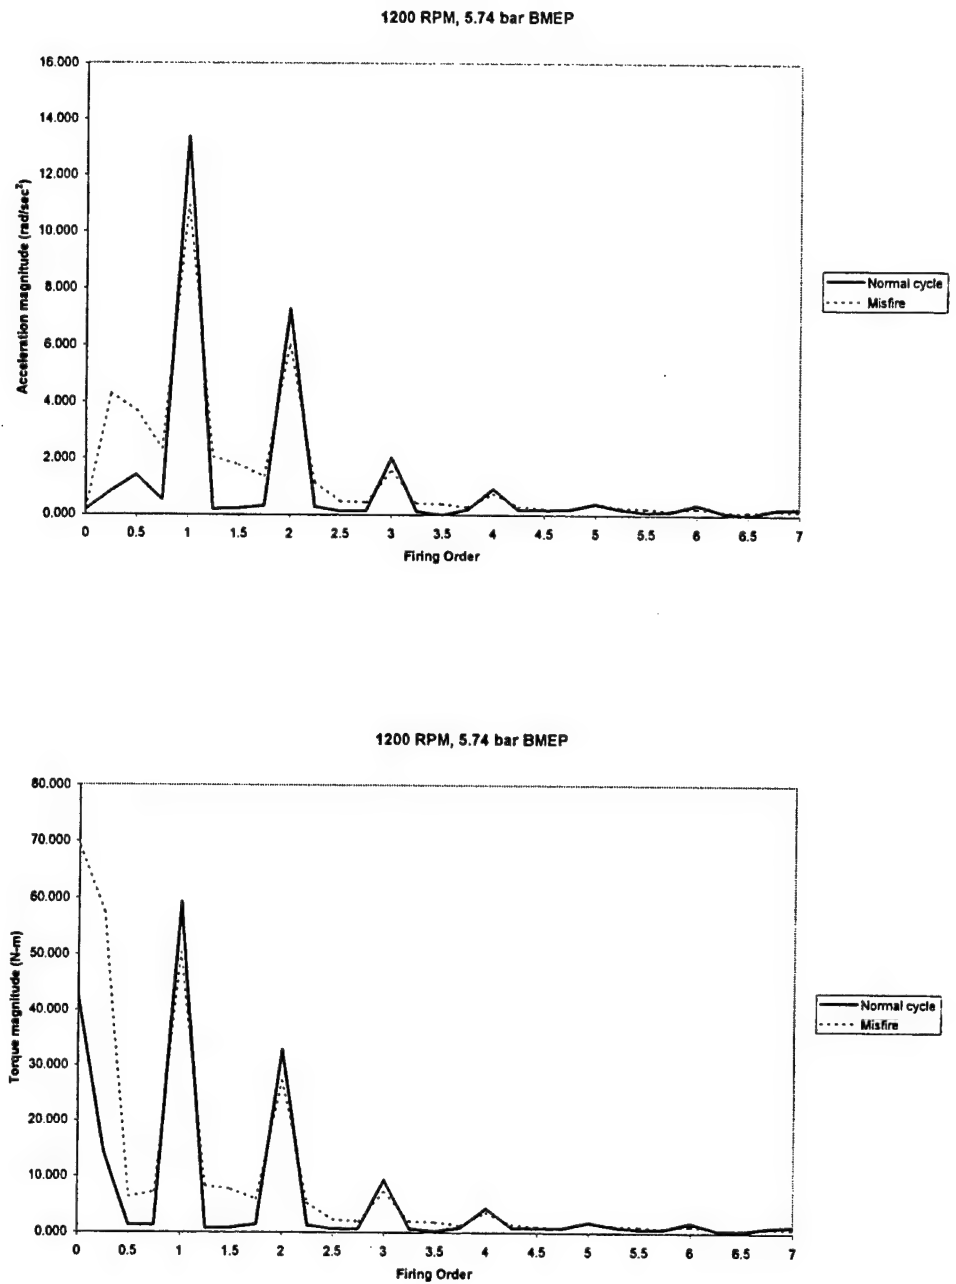 1200 RPM, 5.74 bar BMEP
16.000
14.000
12.000
10.000
8.000
6.000
4.000
2.000
0.000
Acceleration magnitude (rad/sec²)
0 0.5 1 1.5 2 2.5 3 3.5 4 4.5 5 5.5 6 6.5 7
Firing Order
Normal cycle
Misfire
1200 RPM, 5.74 bar BMEP
80.000
70.000
60.000
50.000
40.000
30.000
20.000
10.000
0.000
Torque magnitude (N-m)
0 0.5 1 1.5 2 2.5 3 3.5 4 4.5 5 5.5 6 6.5 7
Firing Order
Normal cycle
Misfire